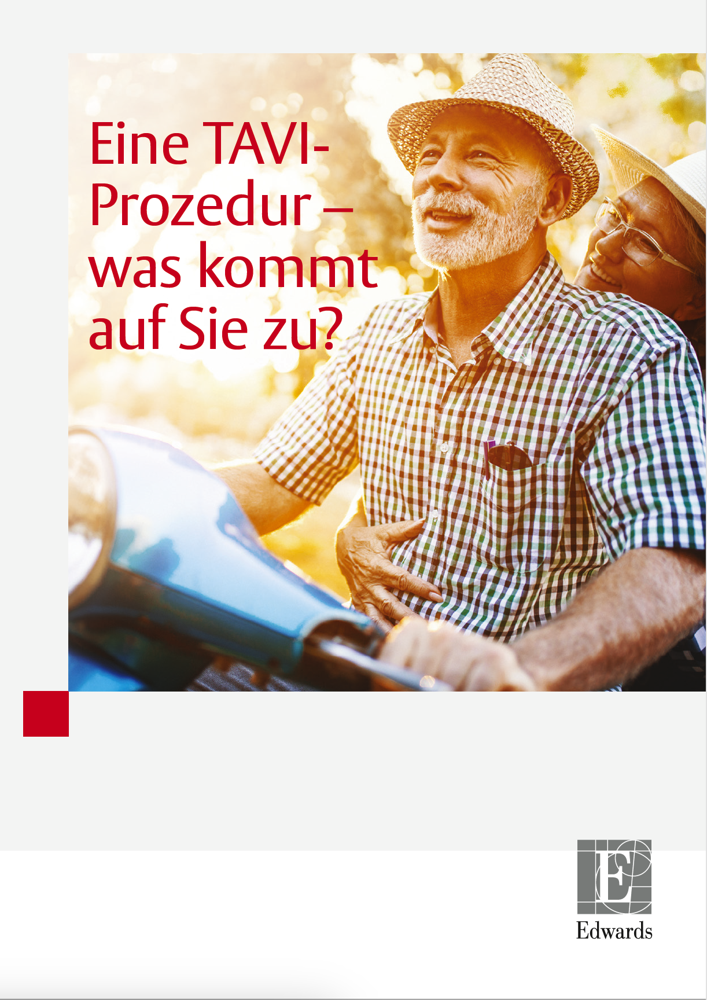 Eine TAVI-
Prozedur –
was kommt
auf Sie zu?
E
Edwards